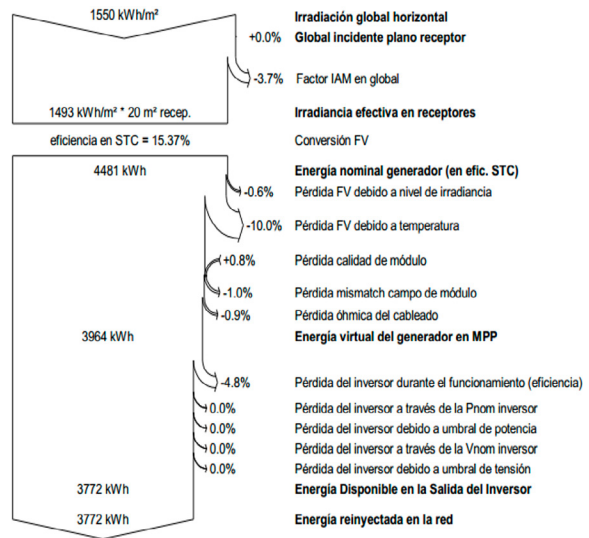 1550 kWh/m² Irradiación global horizontal
+0.0% Global incidente plano receptor
-3.7% Factor IAM en global
1493 kWh/m² * 20 m² recep. Irradiancia efectiva en receptores
eficiencia en STC = 15.37% Conversión FV
4481 kWh Energía nominal generador (en efic. STC)
-0.6% Pérdida FV debido a nivel de irradiancia
-10.0% Pérdida FV debido a temperatura
+0.8% Pérdida calidad de módulo
-1.0% Pérdida mismatch campo de módulo
-0.9% Pérdida óhmica del cableado
3964 kWh Energía virtual del generador en MPP
-4.8% Pérdida del inversor durante el funcionamiento (eficiencia)
0.0% Pérdida del inversor a través de la Pnom inversor
0.0% Pérdida del inversor debido a umbral de potencia
0.0% Pérdida del inversor a través de la Vnom inversor
0.0% Pérdida del inversor debido a umbral de tensión
3772 kWh Energía Disponible en la Salida del Inversor
3772 kWh Energía reinyectada en la red